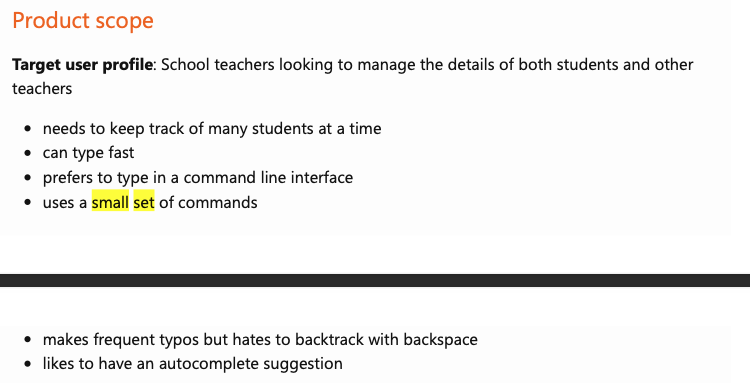 Product scope
Target user profile: School teachers looking to manage the details of both students and other
teachers
• needs to keep track of many students at a time
• can type fast
• prefers to type in a command line interface
• uses a small set of commands
• makes frequent typos but hates to backtrack with backspace
• likes to have an autocomplete suggestion